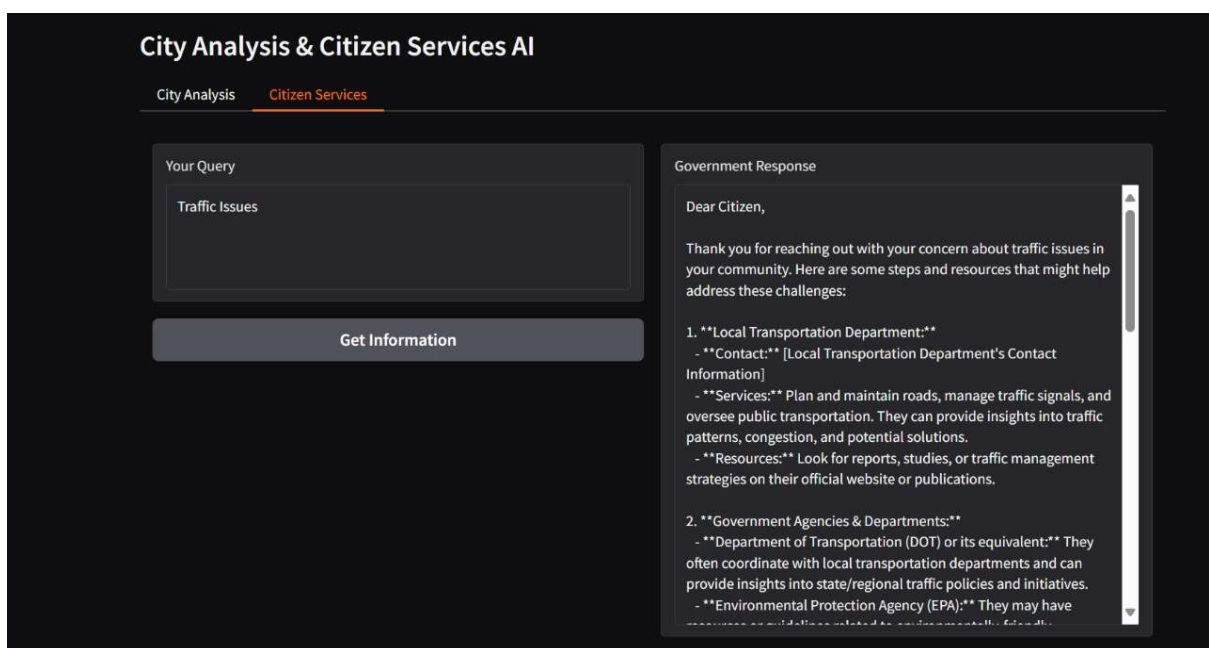 City Analysis & Citizen Services AI
City Analysis
Citizen Services
Your Query
Traffic Issues
Get Information
Government Response
Dear Citizen,
Thank you for reaching out with your concern about traffic issues in
your community. Here are some steps and resources that might help
address these challenges:
1. **Local Transportation Department:**
- **Contact:** [Local Transportation Department's Contact
Information]
- **Services:** Plan and maintain roads, manage traffic signals, and
oversee public transportation. They can provide insights into traffic
patterns, congestion, and potential solutions.
- **Resources:** Look for reports, studies, or traffic management
strategies on their official website or publications.
2. **Government Agencies & Departments:**
- **Department of Transportation (DOT) or its equivalent:** They
often coordinate with local transportation departments and can
provide insights into state/regional traffic policies and initiatives.
- **Environmental Protection Agency (EPA):** They may have